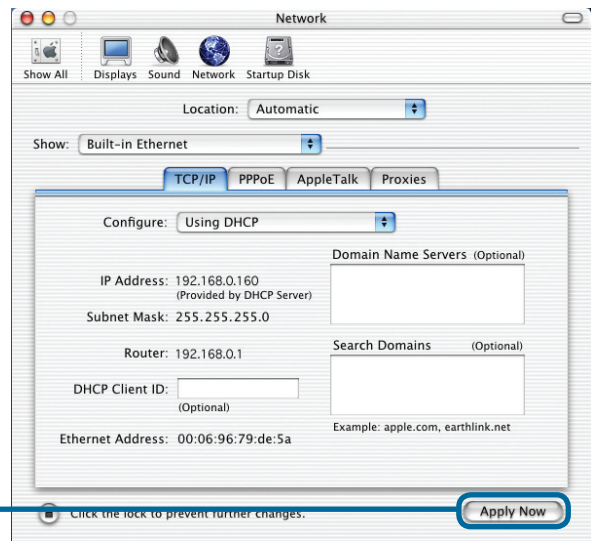 Network
Show All Displays Sound Network Startup Disk
Location: Automatic
Show: Built-in Ethernet
TCP/IP PPPoE AppleTalk Proxies
Configure: Using DHCP
Domain Name Servers (Optional)
IP Address: 192.168.0.160
(Provided by DHCP Server)
Subnet Mask: 255.255.255.0
Search Domains (Optional)
Router: 192.168.0.1
DHCP Client ID:
(Optional)
Example: apple.com, earthlink.net
Ethernet Address: 00:06:96:79:de:5a
Click the lock to prevent further changes.
Apply Now